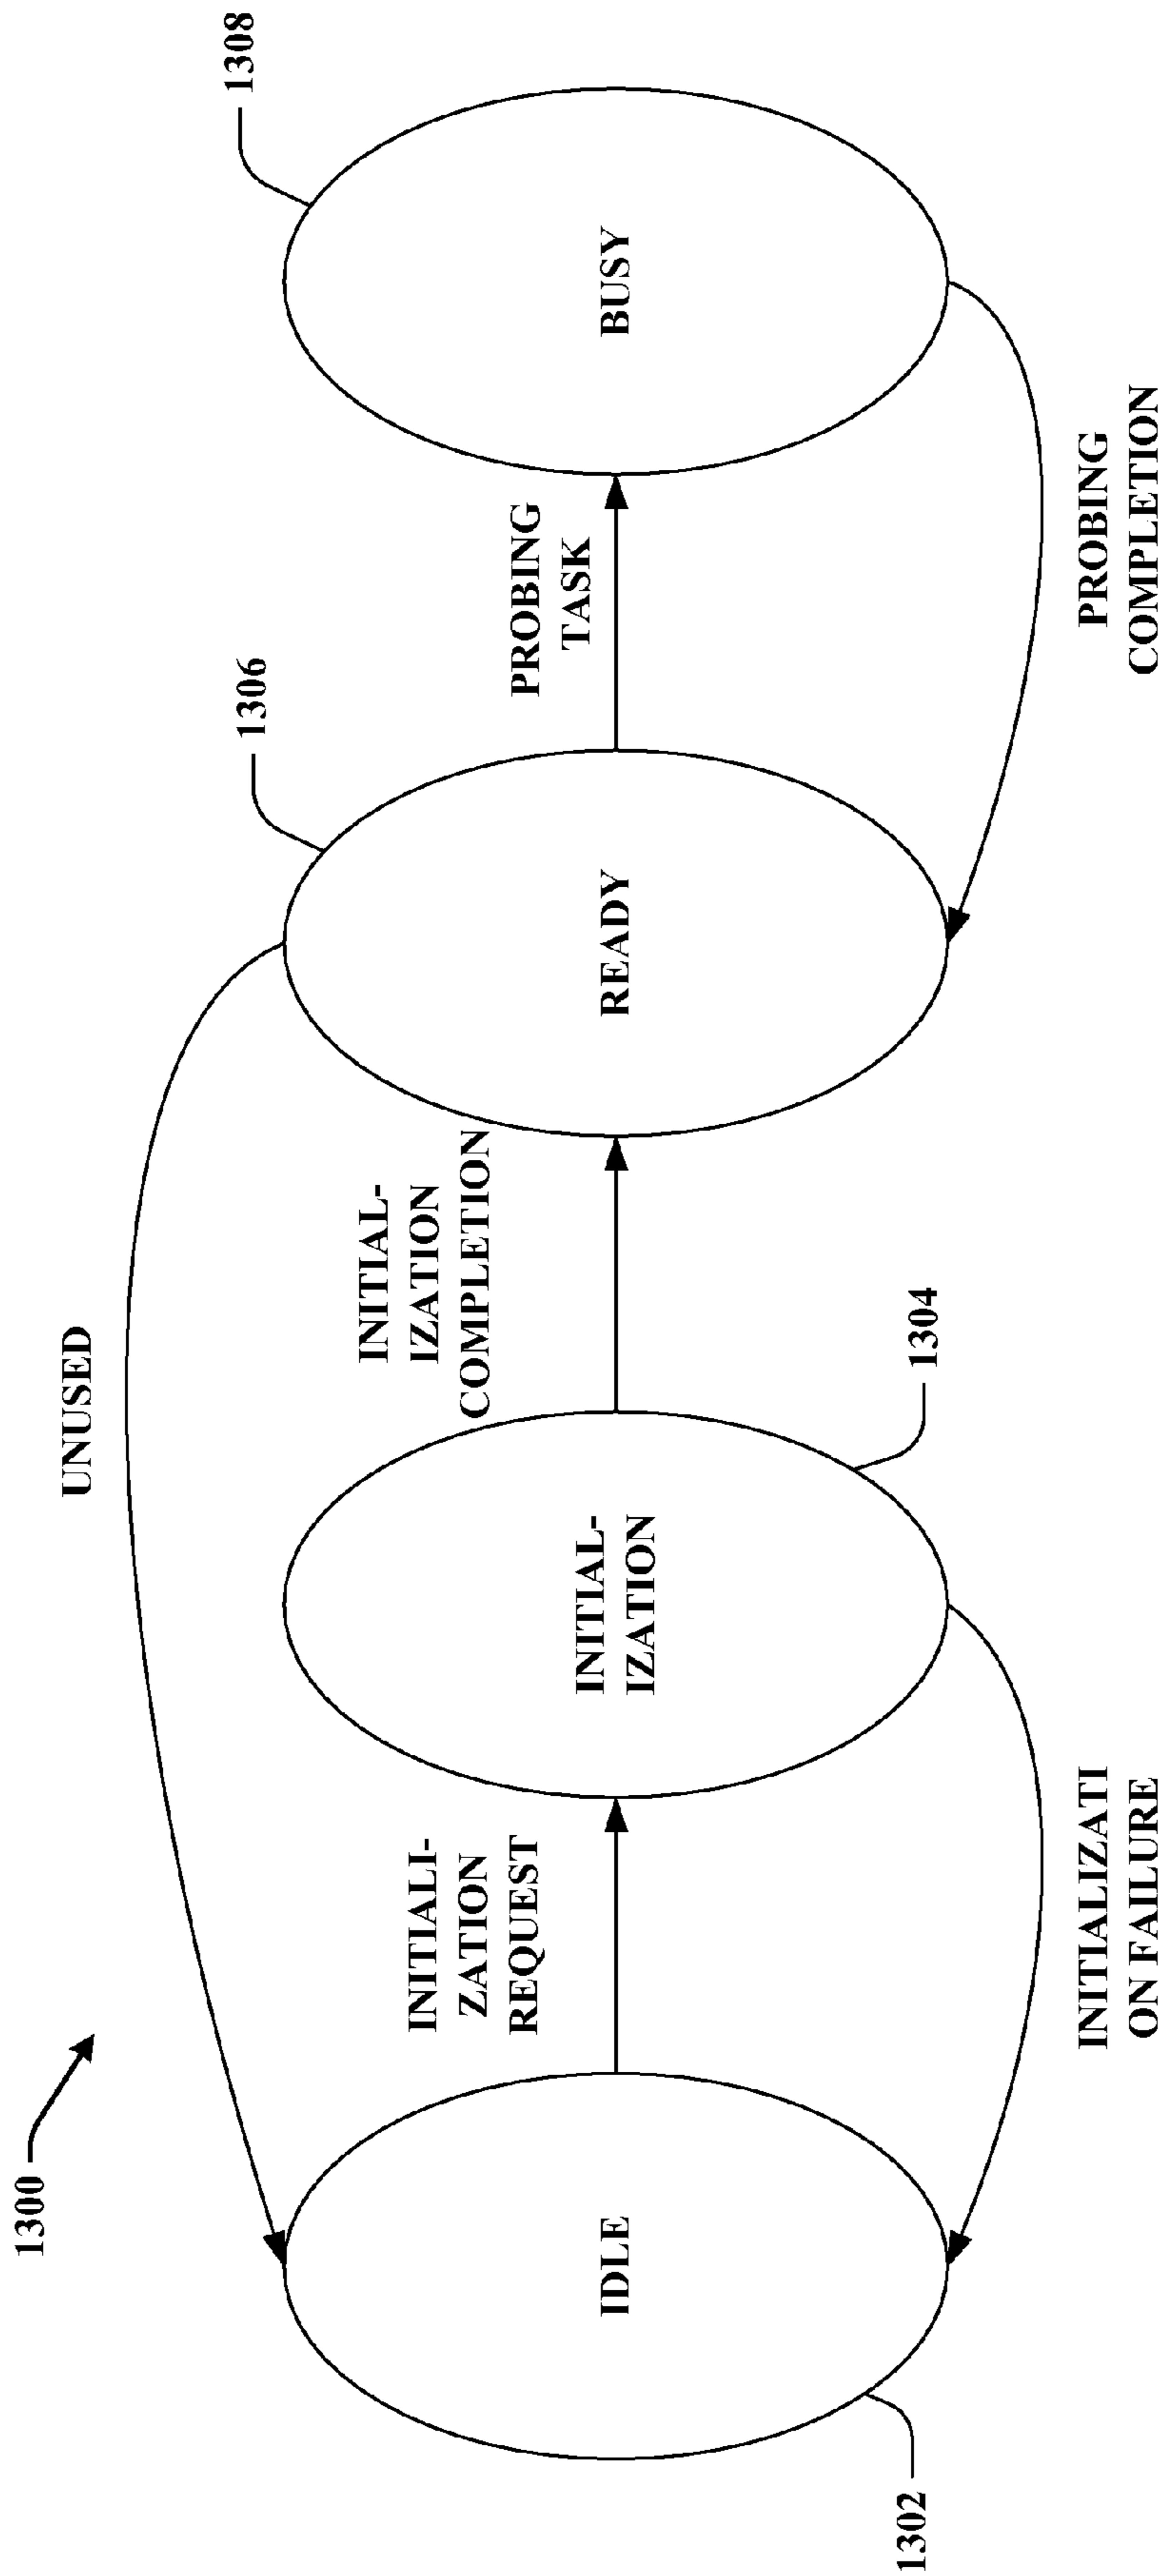 1300
UNUSED
1306
1308
INITIALI-
ZATION
REQUEST
INITIAL-
IZATION
COMPLETION
PROBING
TASK
IDLE
INITIAL-
IZATION
READY
BUSY
1302
1304
INITIALIZATI
ON FAILURE
PROBING
COMPLETION